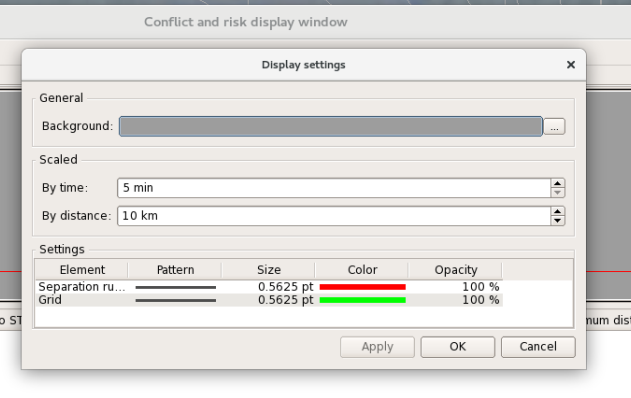 Conflict and risk display window
Display settings
General
Background:
...
Scaled
By time: 5 min
By distance: 10 km
Settings
Element Pattern Size Color Opacity
Separation ru... 0.5625 pt 100 %
Grid 0.5625 pt 100 %
o ST
mum dist
Apply OK Cancel